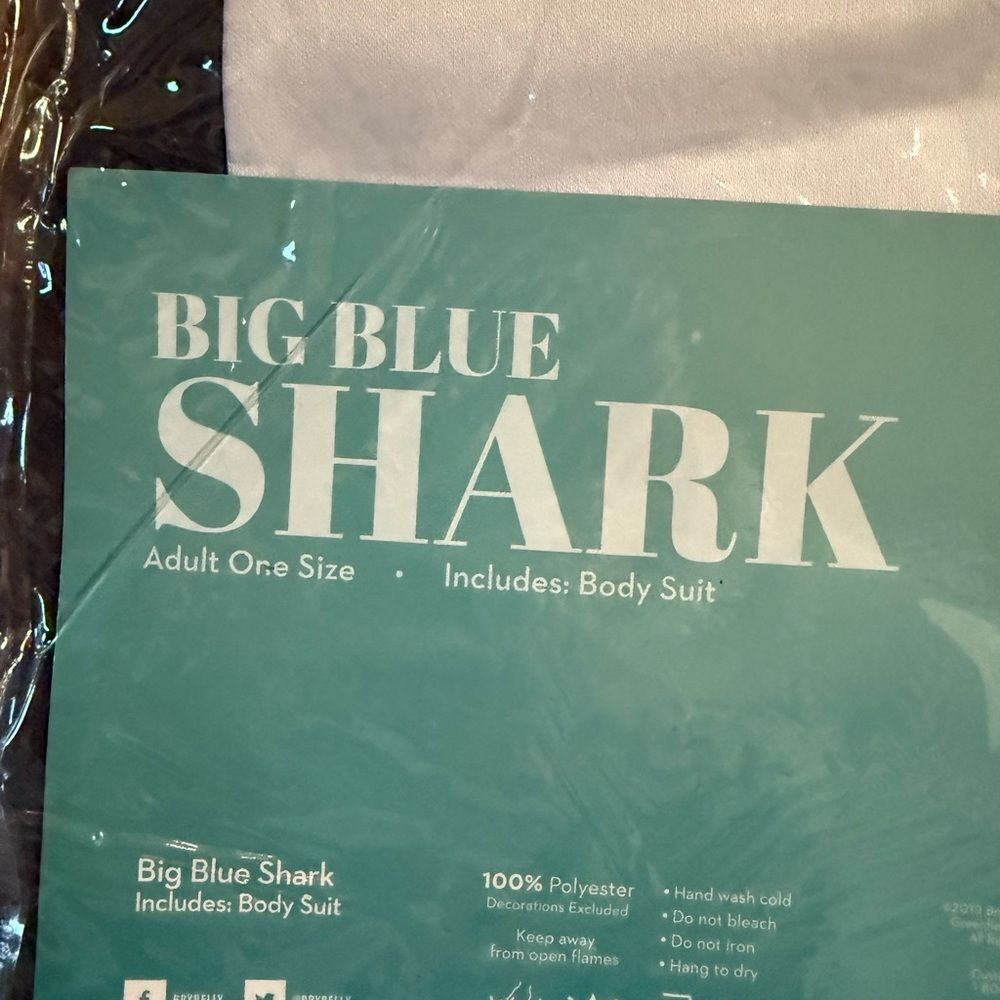 BIG BLUE
SHARK
Adult One Size • Includes: Body Suit
Big Blue Shark
Includes: Body Suit
100% Polyester
Decorations Excluded
Keep away
from open flames
• Hand wash cold
• Do not bleach
• Do not iron
• Hang to dry
©2019